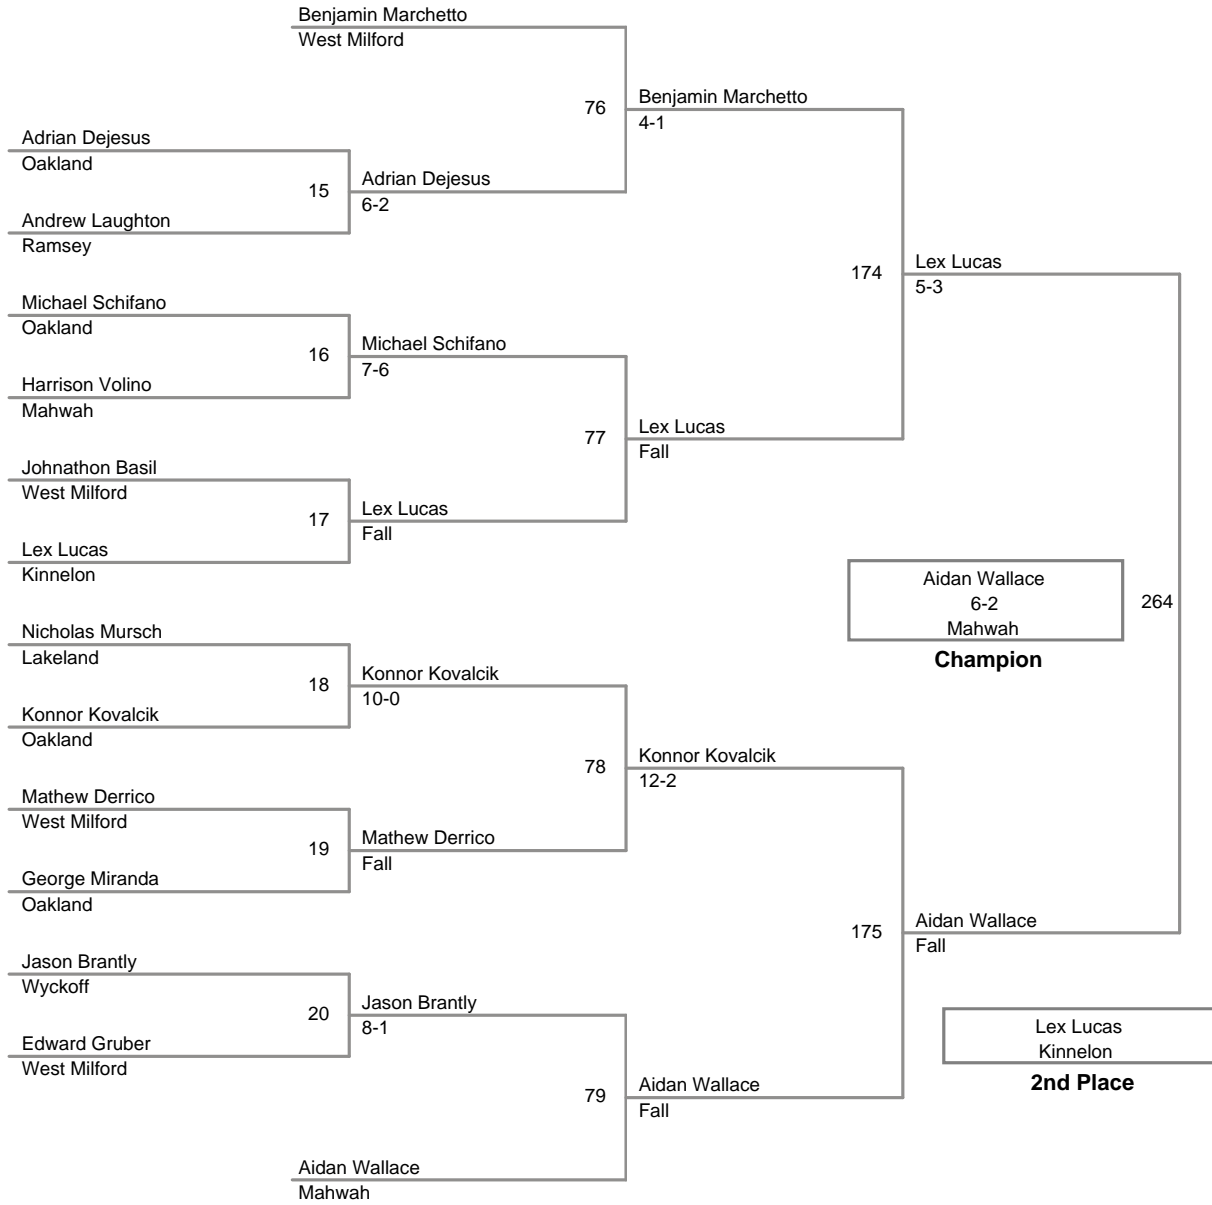 Benjamin Marchetto
West Milford
76
Benjamin Marchetto
4-1
Adrian Dejesus
Oakland
15
Adrian Dejesus
6-2
Andrew Laughton
Ramsey
174
Lex Lucas
5-3
Michael Schifano
Oakland
16
Michael Schifano
7-6
Harrison Volino
Mahwah
77
Lex Lucas
Fall
Johnathon Basil
West Milford
17
Lex Lucas
Fall
Lex Lucas
Kinnelon
Aidan Wallace
6-2
Mahwah
Champion
264
Nicholas Mursch
Lakeland
18
Konnor Kovalcik
10-0
Konnor Kovalcik
Oakland
78
Konnor Kovalcik
12-2
Mathew Derrico
West Milford
19
Mathew Derrico
Fall
George Miranda
Oakland
175
Aidan Wallace
Fall
Jason Brantly
Wyckoff
20
Jason Brantly
8-1
Edward Gruber
West Milford
Lex Lucas
Kinnelon
2nd Place
79
Aidan Wallace
Fall
Aidan Wallace
Mahwah